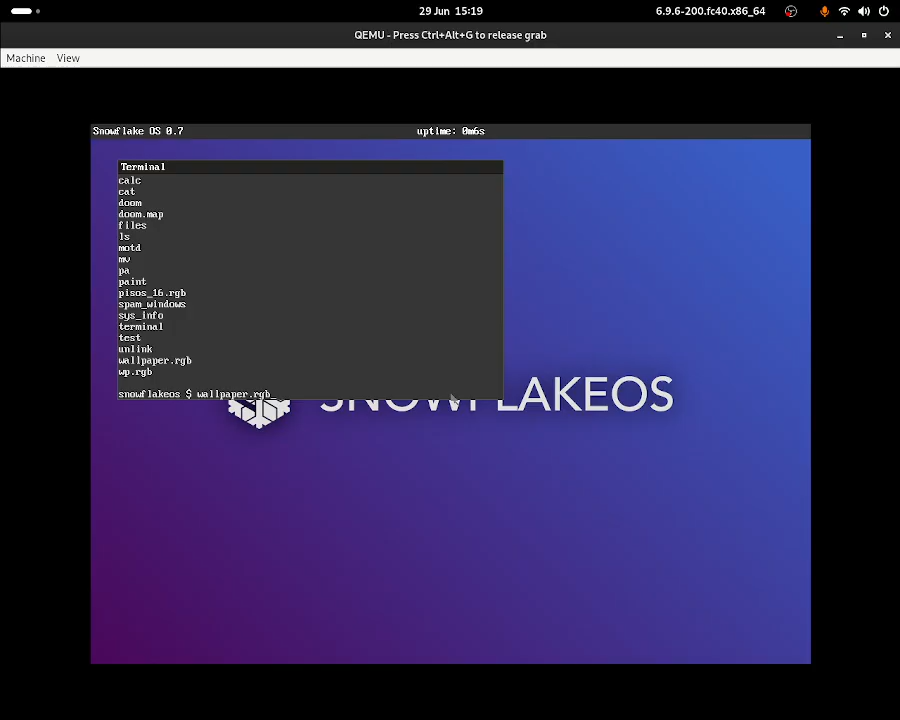 29 Jun 15:19
6.9.6-200.fc40.x86_64
QEMU - Press Ctrl+Alt+G to release grab
Machine View
Snowflake OS 0.7
uptime: 0m6s
Terminal
calc
cat
doom
doom.map
files
ls
motd
mv
pa
paint
pisos_16.rgb
spam_windows
sys_info
terminal
test
unlink
wallpaper.rgb
wp.rgb
snowflakeos $ wallpaper.rgb_
SNOWFLAKEOS